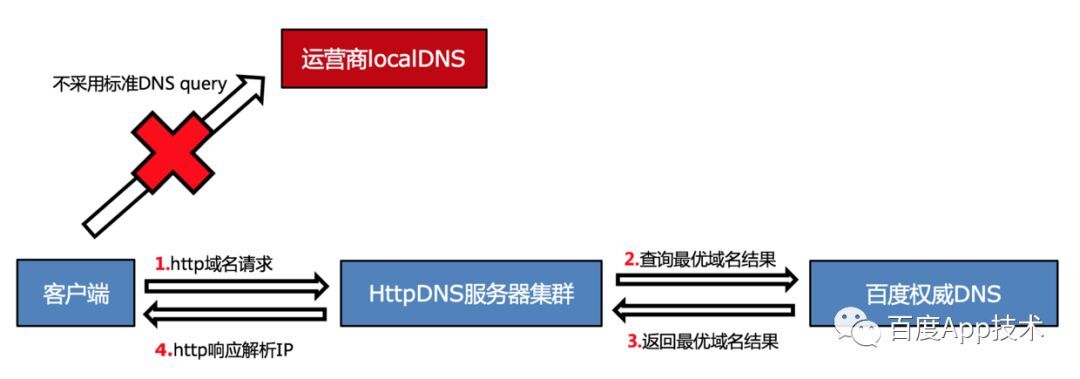 运营商localDNS
不采用标准DNS query
1.http域名请求
2.查询最优域名结果
客户端
HttpDNS服务器集群
百度权威DNS
百度App技术
3.返回最优域名结果
4.http响应解析IP